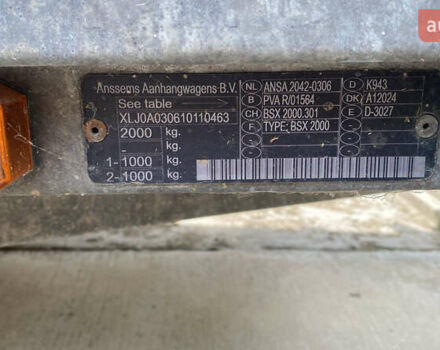 au
Anssems Aanhangwagens B.V.
See table
XLJ0A030610110463
2000 kg.
kg.
1-1000 kg.
2-1000 kg.
NL ANSA 2042-0306
B PVA R/01564
CH BSX 2000.301
F TYPE; BSX 2000
D K943
DK A12024
E D-3027